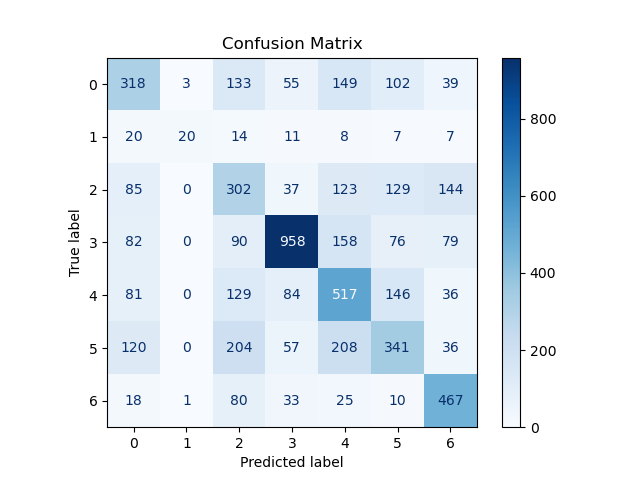 Confusion Matrix
True label
0 318 3 133 55 149 102 39
1 20 20 14 11 8 7 7
2 85 0 302 37 123 129 144
3 82 0 90 958 158 76 79
4 81 0 129 84 517 146 36
5 120 0 204 57 208 341 36
6 18 1 80 33 25 10 467
0 1 2 3 4 5 6
Predicted label
800
600
400
200
0